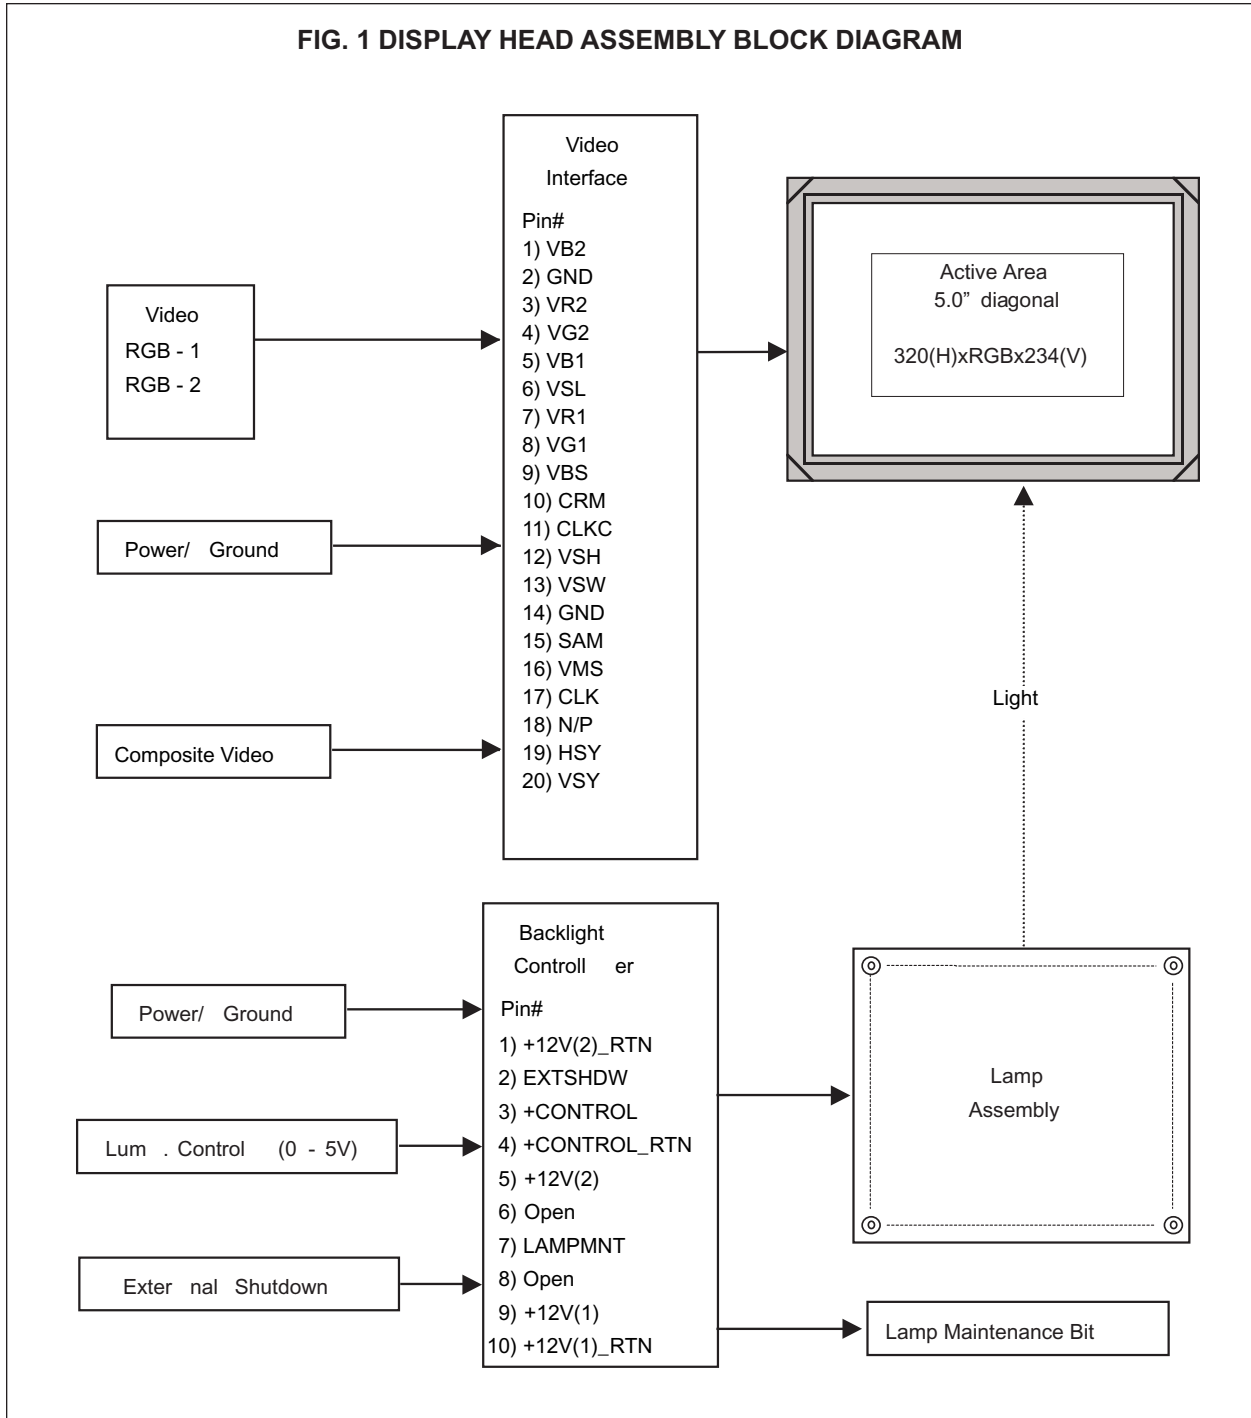 FIG. 1 DISPLAY HEAD ASSEMBLY BLOCK DIAGRAM
Video
Interface
Pin#
1) VB2
2) GND
3) VR2
4) VG2
5) VB1
6) VSL
7) VR1
8) VG1
9) VBS
10) CRM
11) CLKC
12) VSH
13) VSW
14) GND
15) SAM
16) VMS
17) CLK
18) N/P
19) HSY
20) VSY
Video
RGB - 1
RGB - 2
Power/ Ground
Composite Video
Active Area
5.0” diagonal
320(H)xRGBx234(V)
Light
Backlight
Controll er
Pin#
1) +12V(2)_RTN
2) EXTSHDW
3) +CONTROL
4) +CONTROL_RTN
5) +12V(2)
6) Open
7) LAMPMNT
8) Open
9) +12V(1)
10) +12V(1)_RTN
Power/ Ground
Lum . Control (0 - 5V)
Exter nal Shutdown
Lamp
Assembly
Lamp Maintenance Bit